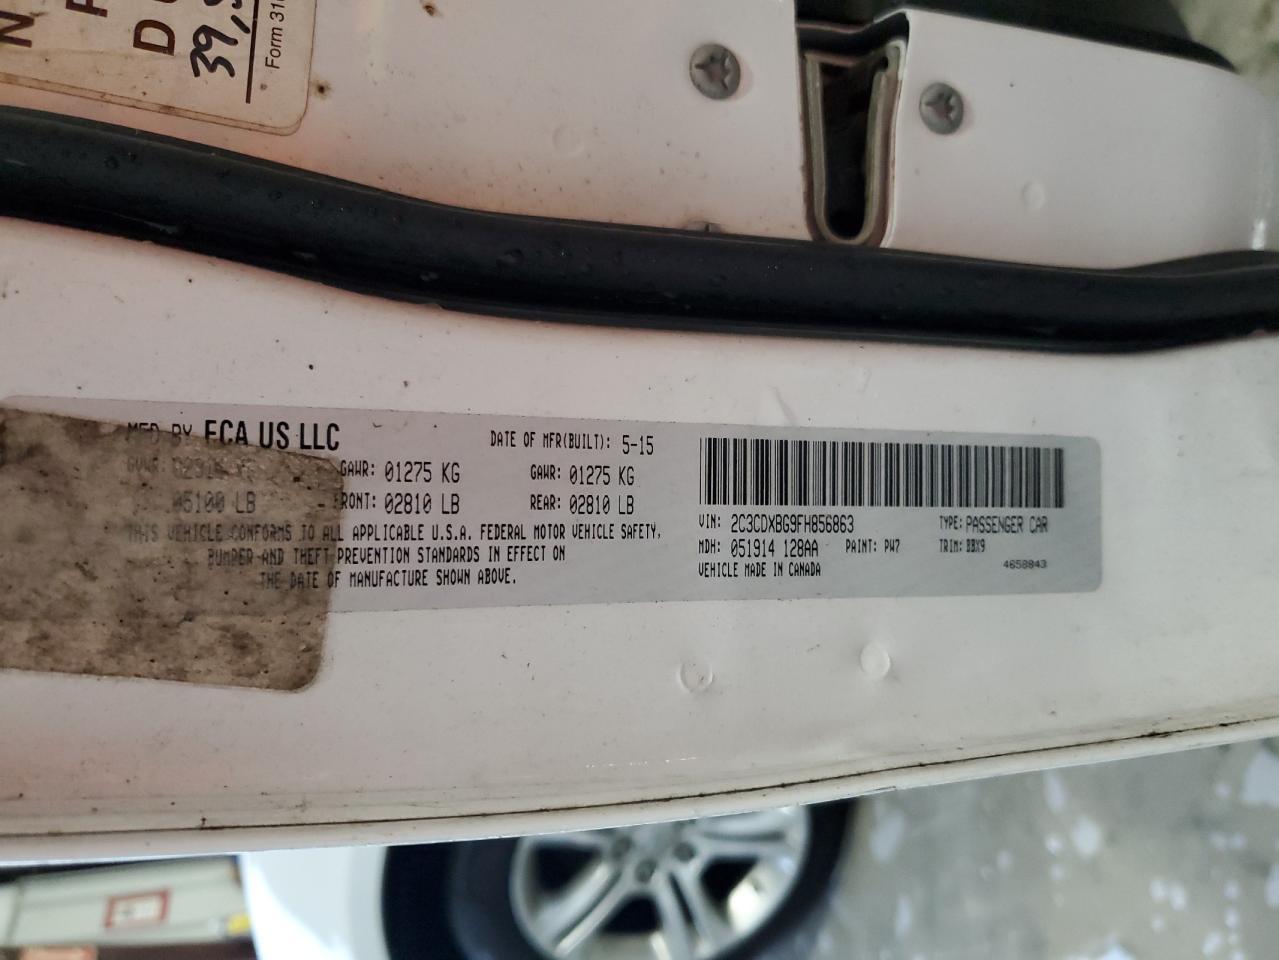 N
D
39,
Form 31
MFD BY FCA US LLC
DATE OF MFR(BUILT): 5-15
GVWR:
GAWR: 01275 KG
GAWR: 01275 KG
05100 LB
FRONT: 02810 LB
REAR: 02810 LB
THIS VEHICLE CONFORMS TO ALL APPLICABLE U.S.A. FEDERAL MOTOR VEHICLE SAFETY,
BUMPER AND THEFT PREVENTION STANDARDS IN EFFECT ON
THE DATE OF MANUFACTURE SHOWN ABOVE.
VIN: 2C3CDXBG9FH856863
TYPE: PASSENGER CAR
MDH: 051914 128AA
PAINT: PW7
TRIM: BBX9
VEHICLE MADE IN CANADA
4658843